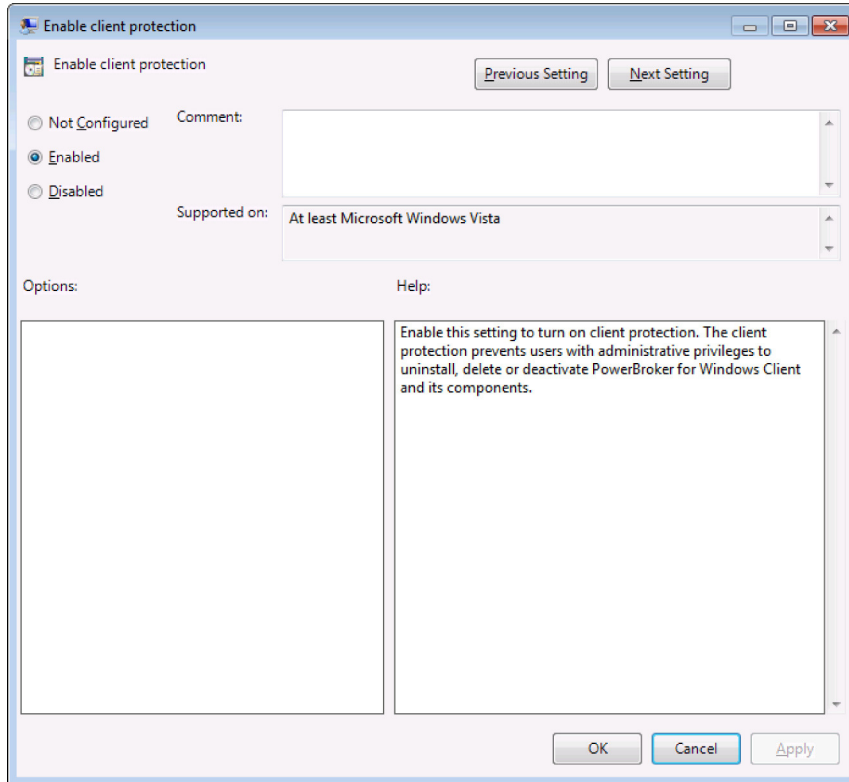 Enable client protection
Enable client protection
Previous Setting
Next Setting
Not Configured
Comment:
Enabled
Disabled
Supported on:
At least Microsoft Windows Vista
Options:
Help:
Enable this setting to turn on client protection. The client
protection prevents users with administrative privileges to
uninstall, delete or deactivate PowerBroker for Windows Client
and its components.
OK
Cancel
Apply